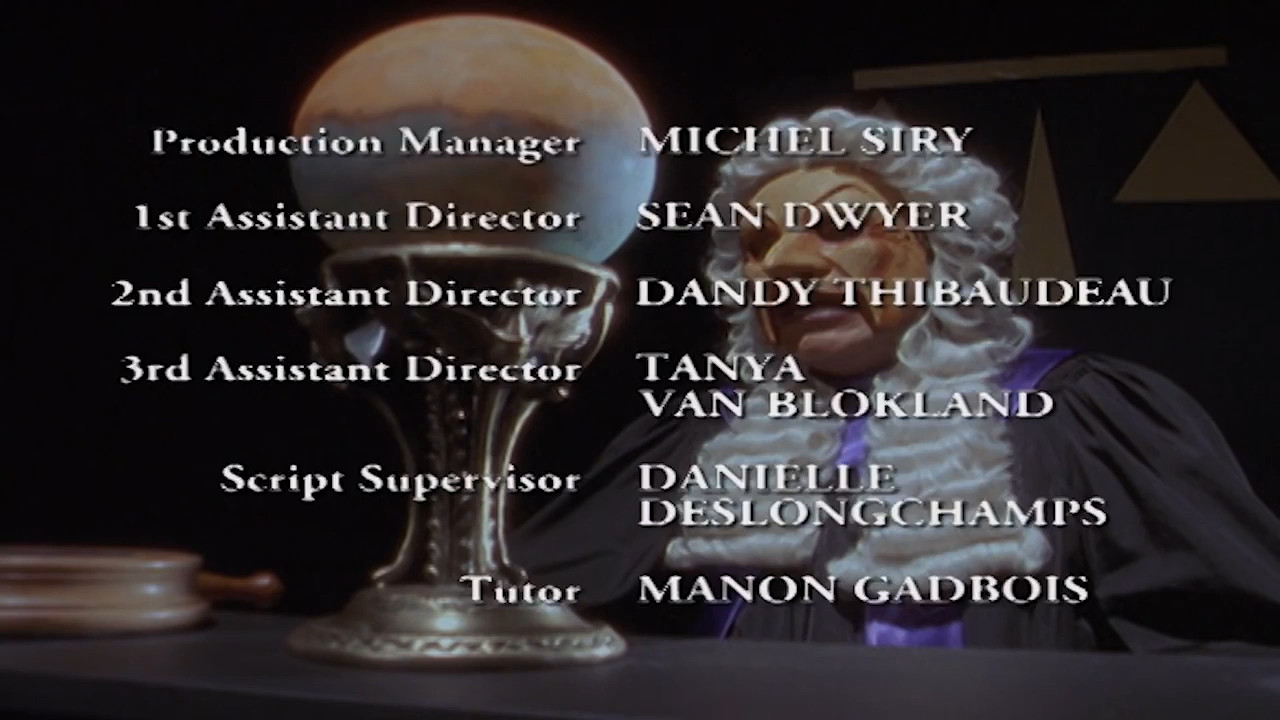 Production Manager MICHEL SIRY
1st Assistant Director SEAN DWYER
2nd Assistant Director DANDY THIBAUDEAU
3rd Assistant Director TANYA
VAN BLOKLAND
Script Supervisor DANIELLE
DESLONGCHAMPS
Tutor MANON GADBOIS